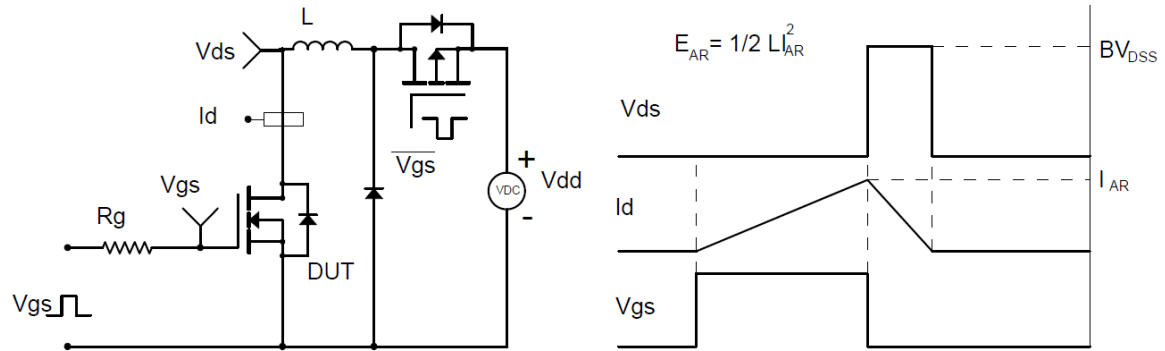 L
Vds
Id
Vgs
Vgs
Rg
+
VDC
Vdd
-
DUT
Vgs
E_AR = 1/2 LI²_AR
BV_DSS
Vds
I_AR
Id
Vgs